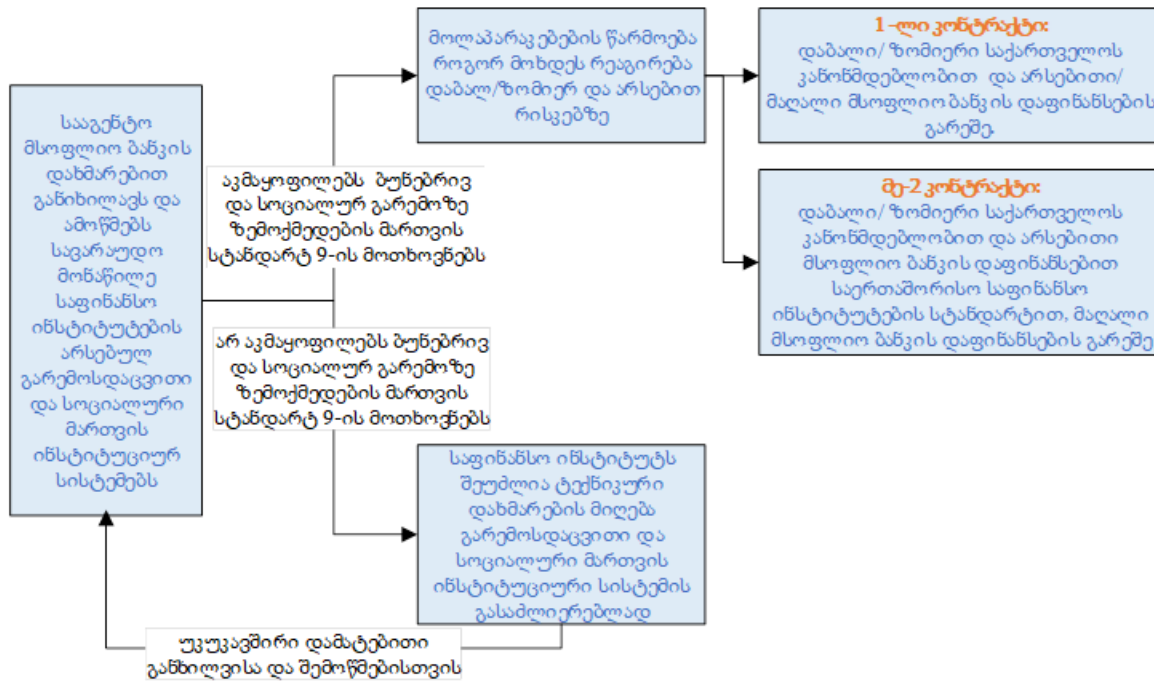 სააგენტო
მსოფლიო ბანკის
დახმარებით
განიხილავს და
ამოწმებს
სავარაუდო
მონაწილე
საფინანსო
ინსტიტუტების
არსებულ
გარემოსდაცვითი
და სოციალური
მართვის
ინსტიტუციურ
სისტემებს
აკმაყოფილებს ბუნებრივ
და სოციალურ გარემოზე
ზემოქმედების მართვის
სტანდარტ 9-ის მოთხოვნებს
მოლაპარაკებების წარმოება
როგორ მოხდეს რეაგირება
დაბალ/ზომიერ და არსებით
რისკებზე
1 -ლი კონტრაქტი:
დაბალი/ ზომიერი საქართველოს
კანონმდებლობით და არსებითი/
მაღალი მსოფლიო ბანკის დაფინანსების
გარეშე.
მე-2 კონტრაქტი:
დაბალი/ ზომიერი საქართველოს
კანონმდებლობით და არსებითი
მსოფლიო ბანკის დაფინანსებით
საერთაშორისო საფინანსო
ინსტიტუტების სტანდარტით, მაღალი
მსოფლიო ბანკის დაფინანსების გარეშე
არ აკმაყოფილებს ბუნებრივ
და სოციალურ გარემოზე
ზემოქმედების მართვის
სტანდარტ 9-ის მოთხოვნებს
საფინანსო ინსტიტუტს
შეუძლია ტექნიკური
დახმარების მიღება
გარემოსდაცვითი და
სოციალური მართვის
ინსტიტუციური სისტემის
გასაძლიერებლად
უკუკავშირი დამატებითი
განხილვისა და შემოწმებისთვის